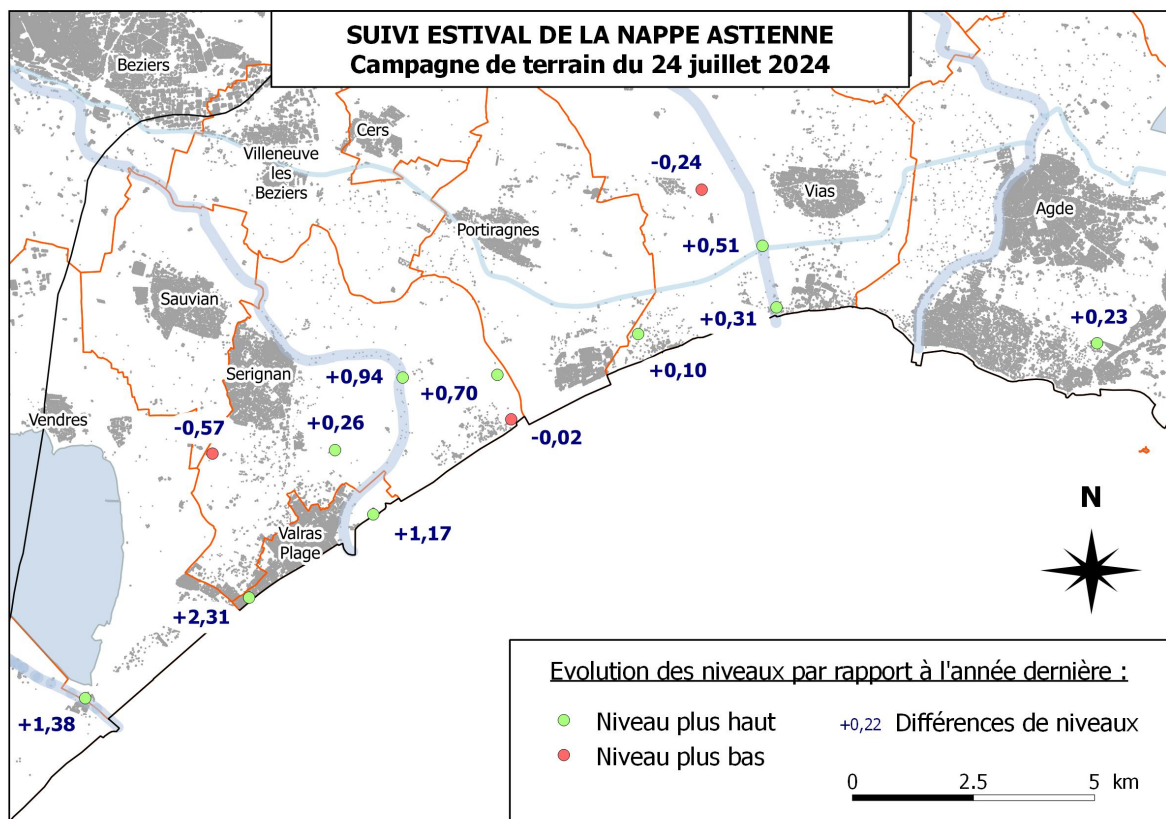 SUIVI ESTIVAL DE LA NAPPE ASTIENNE
Campagne de terrain du 24 juillet 2024
Beziers
Cers
Villeneuve
les
Beziers
-0,24
Vias
Agde
Portiragnes
+0,51
Sauvian
+0,31
+0,23
Serignan
+0,94
+0,70
+0,10
Vendres
-0,57
+0,26
-0,02
N
Valras
Plage
+1,17
+2,31
+1,38
Evolution des niveaux par rapport à l'année dernière :
Niveau plus haut
+0,22 Différences de niveaux
Niveau plus bas
0 2.5 5 km